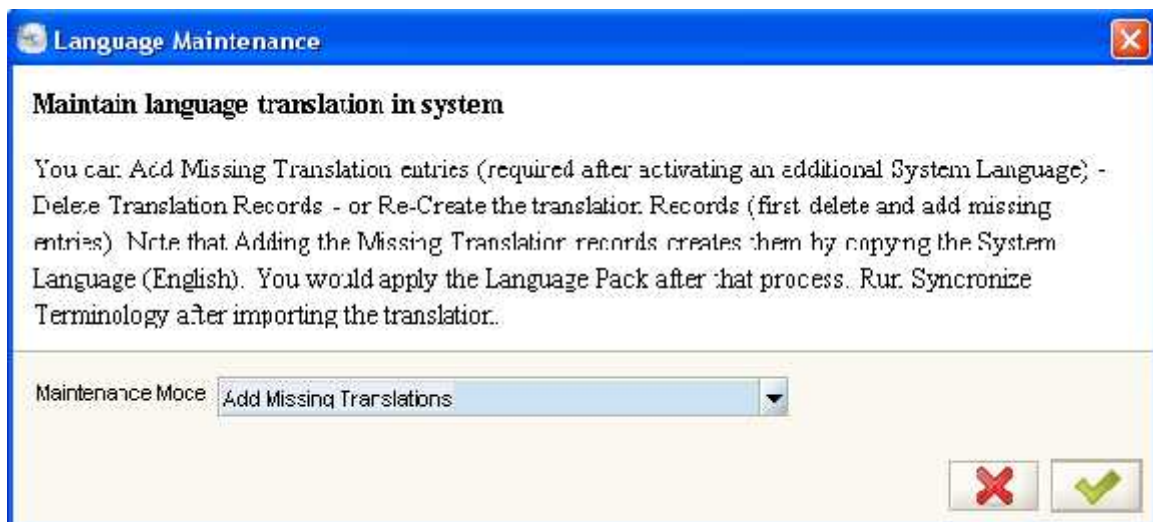 Language Maintenance
Maintain language translation in system
You can Add Missing Translation entries (required after activating an additional System Language) -
Delete Translation Records - or Re-Create the translation Records (first delete and add missing
entries). Note that Adding the Missing Translation records creates them by copying the System
Language (English). You would apply the Language Pack after that process. Run Syncronize
Terminology after importing the translation.
Maintenance Mode Add Missing Translations